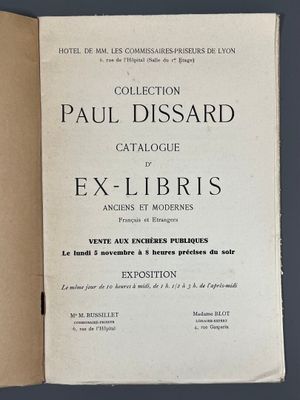 HOTEL DE MM. LES COMMISSAIRES-PRISEURS DE LYON
6, rue de l'Hôpital (Salle du 1er Etage)
COLLECTION
PAUL DISSARD
CATALOGUE
D'
EX-LIBRIS
ANCIENS ET MODERNES
Français et Etrangers
VENTE AUX ENCHÈRES PUBLIQUES
Le lundi 5 novembre à 8 heures précises du soir
EXPOSITION
Le même jour de 10 heures à midi, de 1 h. 1/2 à 5 h. de l'après-midi
Me M. BUSSILLET
COMMISSAIRE-PRISEUR
6, rue de l'Hôpital
Madame BLOT
LIBRAIRE-EXPERT
4, rue Gasparin